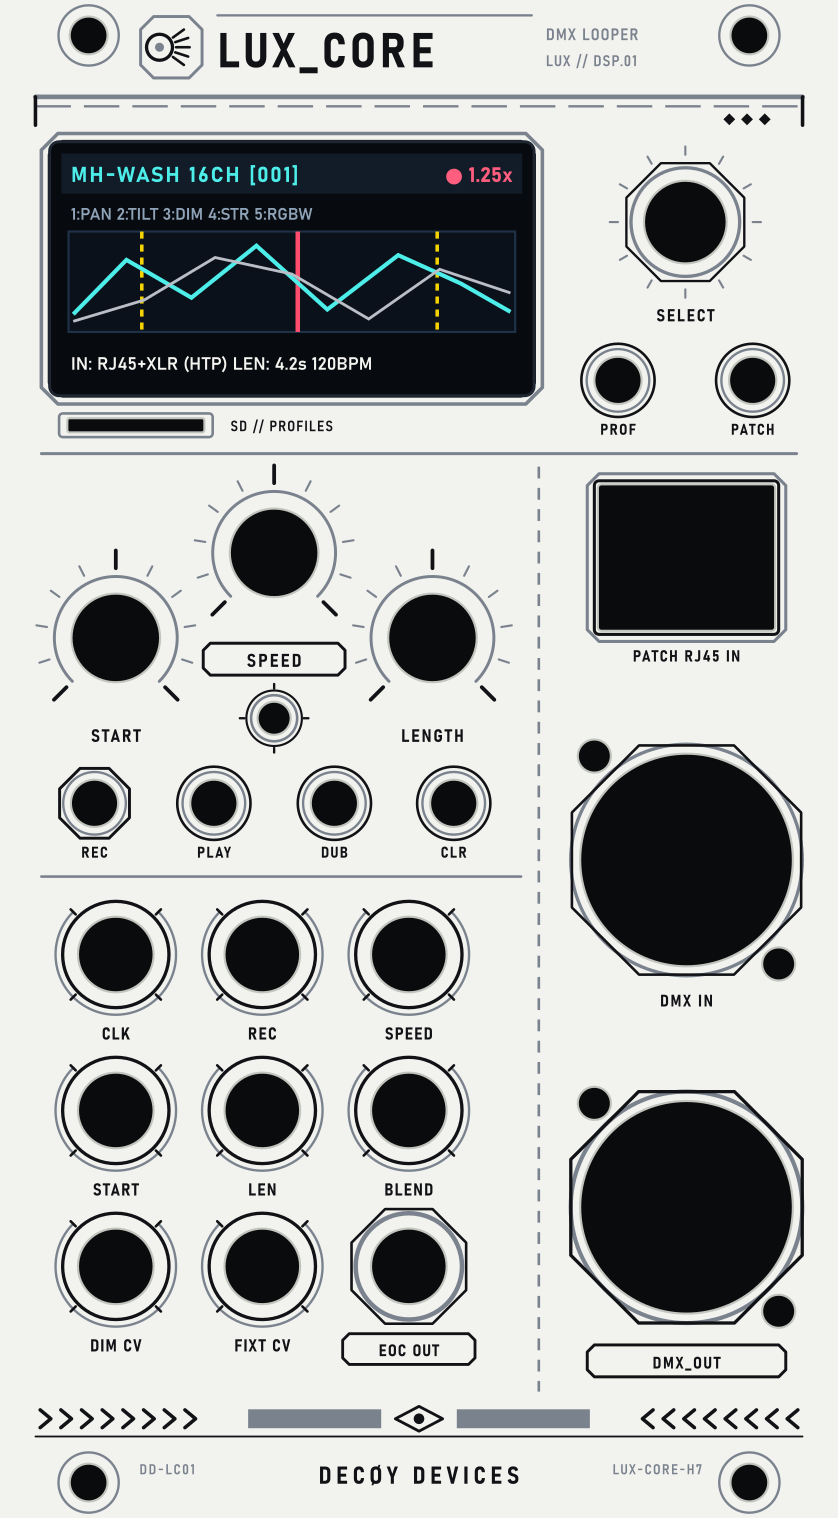 LUX_CORE
DMX LOOPER
LUX // DSP.01
MH-WASH 16CH [001]
1.25x
1:PAN 2:TILT 3:DIM 4:STR 5:RGBW
IN: RJ45+XLR (HTP) LEN: 4.2s 120BPM
SD // PROFILES
SELECT
PROF
PATCH
SPEED
START
LENGTH
REC
PLAY
DUB
CLR
PATCH RJ45 IN
DMX IN
CLK
REC
SPEED
START
LEN
BLEND
DIM CV
FIXT CV
EOC OUT
DMX_OUT
DD-LC01
DECØY DEVICES
LUX-CORE-H7